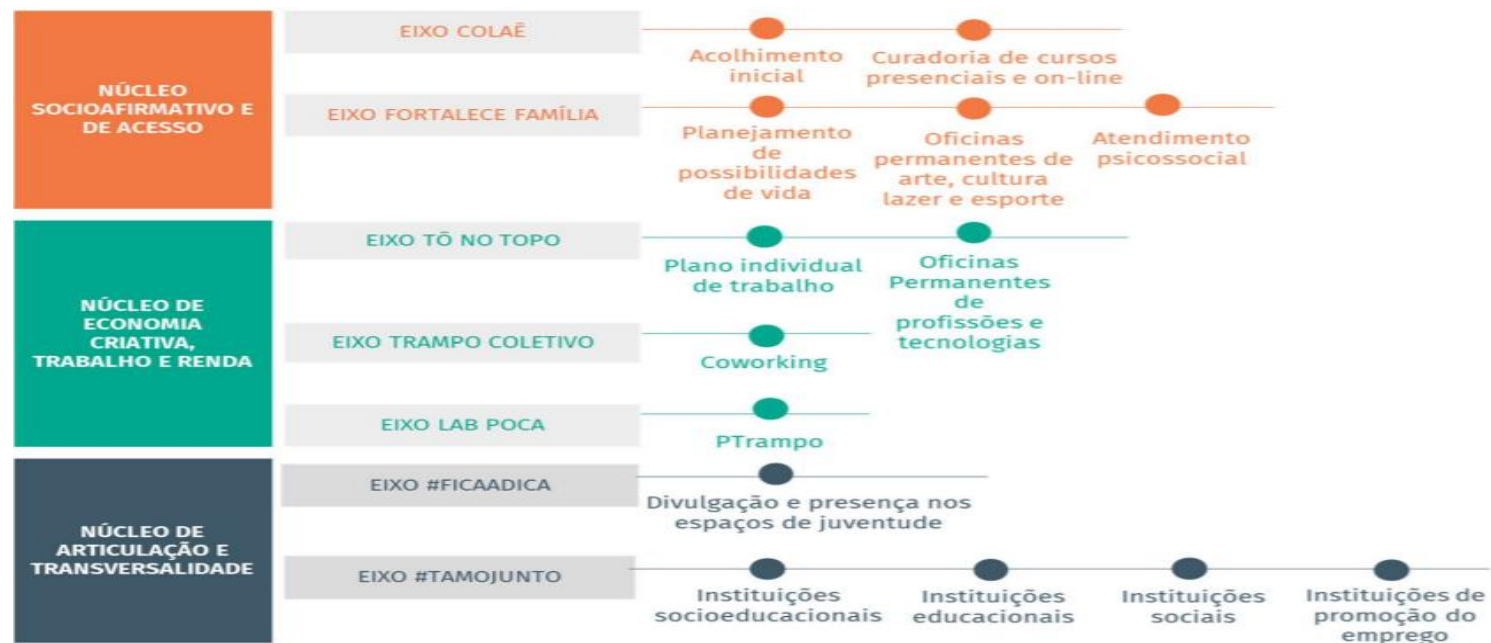 NÚCLEO
SOCIOAFIRMATIVO E
DE ACESSO
EIXO COLAÊ
Acolhimento
inicial
Curadoria de cursos
presenciais e on-line
EIXO FORTALECE FAMÍLIA
Planejamento
de
possibilidades
de vida
Oficinas
permanentes de
arte, cultura
lazer e esporte
Atendimento
psicossocial
NÚCLEO DE
ECONOMIA
CRIATIVA,
TRABALHO E RENDA
EIXO TÔ NO TOPO
Plano individual
de trabalho
Oficinas
Permanentes
de
profissões e
tecnologias
EIXO TRAMPO COLETIVO
Coworking
EIXO LAB POCA
PTrampo
NÚCLEO DE
ARTICULAÇÃO E
TRANSVERSALIDADE
EIXO #FICAADICA
Divulgação e presença nos
espaços de juventude
EIXO #TAMOJUNTO
Instituições
socioeducacionais
Instituições
educacionais
Instituições
sociais
Instituições de
promoção do
emprego